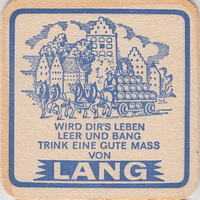 WIRD DIR'S LEBEN
LEER UND BANG
TRINK EINE GUTE MASS
VON
LANG